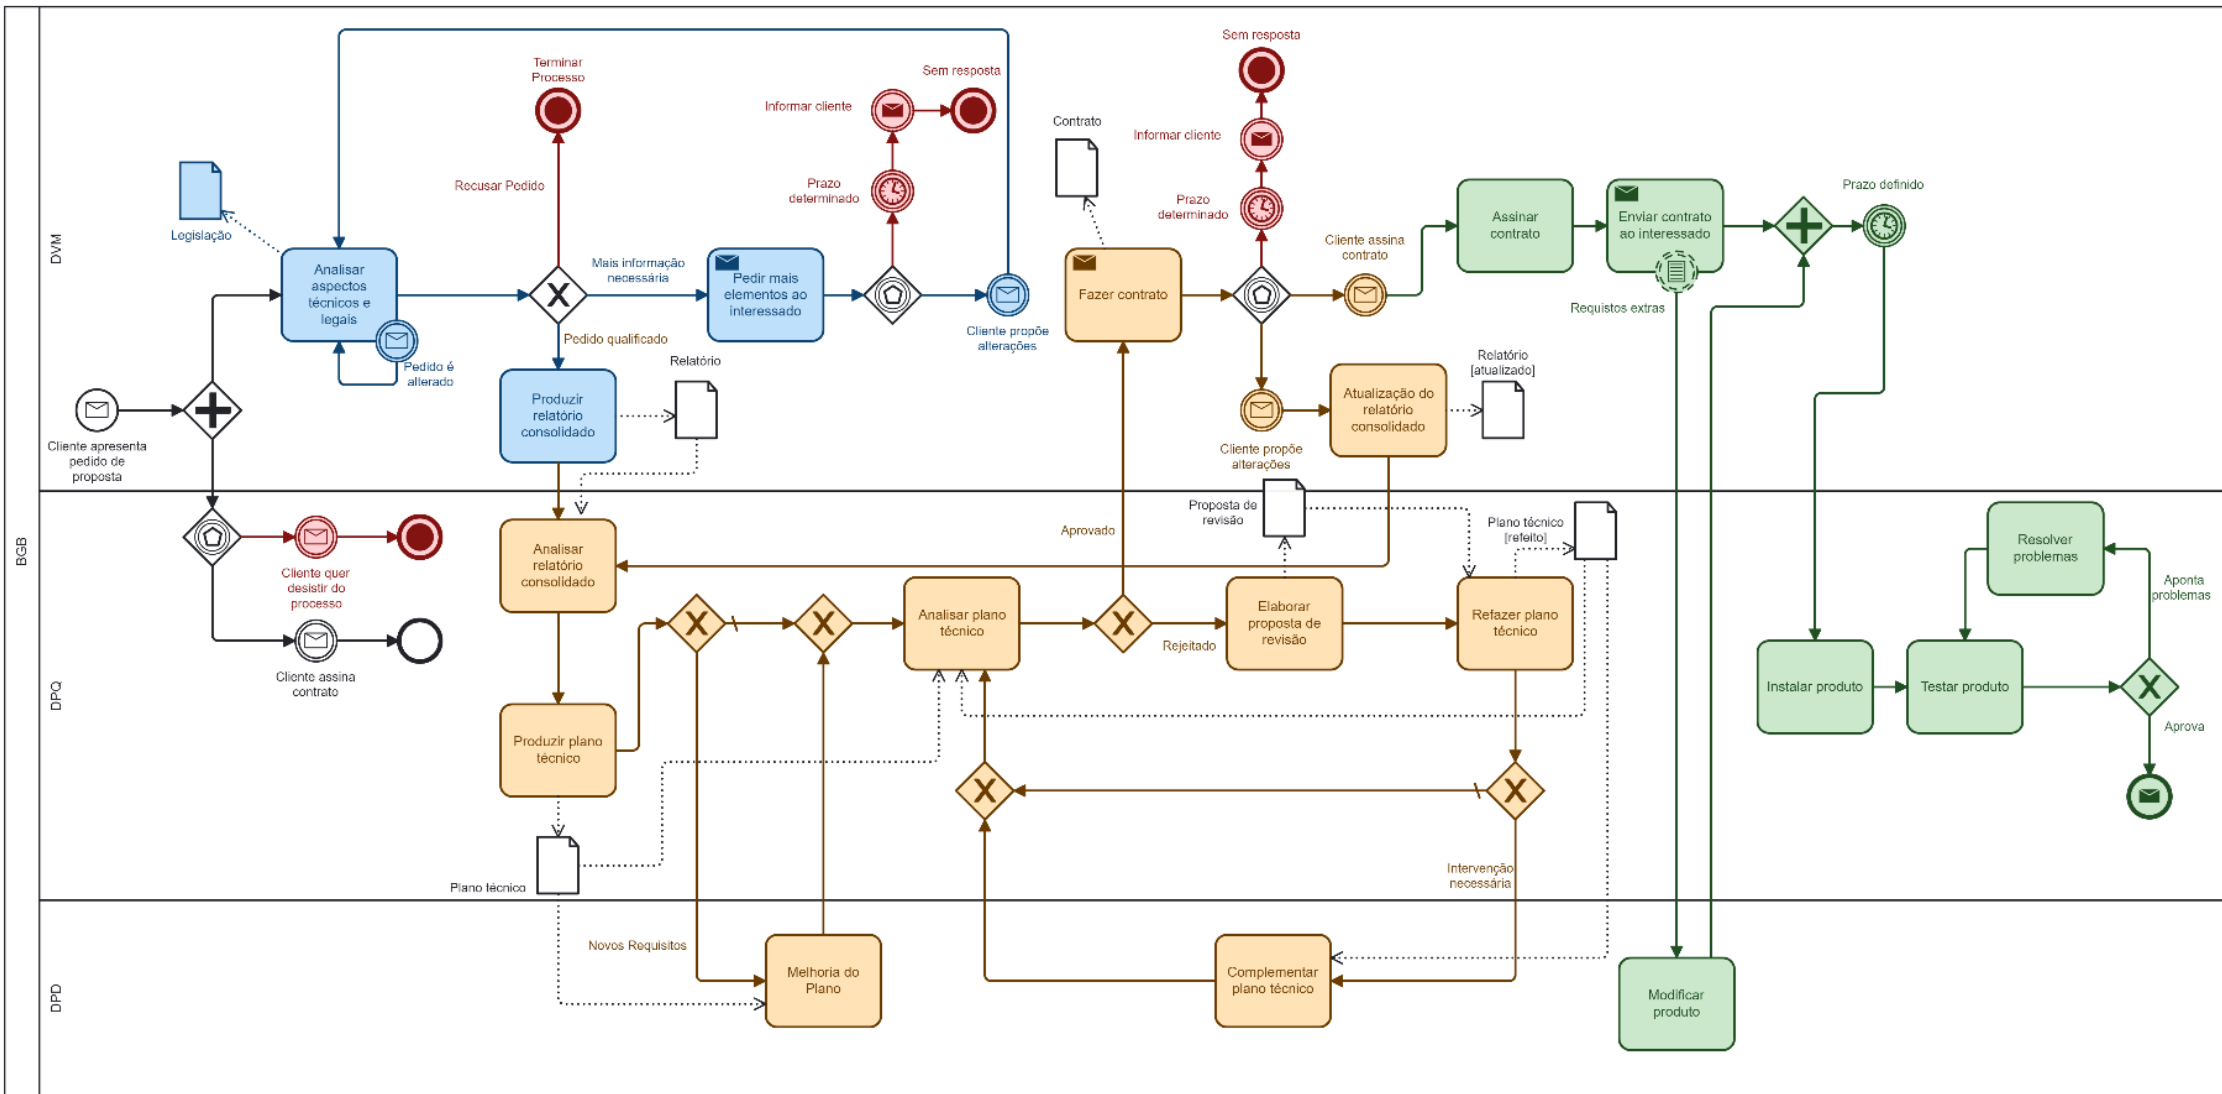 BGB
DVM
DPQ
DPD
Cliente apresenta
pedido de
proposta
Legislação
Analisar
aspectos
técnicos e
legais
Pedido é
alterado
Terminar
Processo
Recusar Pedido
Mais informação
necessária
Pedido qualificado
Pedir mais
elementos ao
interessado
Informar cliente
Sem resposta
Prazo
determinado
Cliente propõe
alterações
Produzir
relatório
consolidado
Relatório
Contrato
Fazer contrato
Sem resposta
Informar cliente
Prazo
determinado
Cliente assina
contrato
Cliente propõe
alterações
Atualização do
relatório
consolidado
Relatório
[atualizado]
Assinar
contrato
Enviar contrato
ao interessado
Requistos extras
Prazo definido
Cliente quer
desistir do
processo
Cliente assina
contrato
Analisar
relatório
consolidado
Produzir plano
técnico
Plano técnico
Analisar plano
técnico
Aprovado
Rejeitado
Proposta de
revisão
Elaborar
proposta de
revisão
Plano técnico
[refeito]
Refazer plano
técnico
Intervenção
necessária
Resolver
problemas
Aponta
problemas
Instalar produto
Testar produto
Aprova
Novos Requisitos
Melhoria do
Plano
Complementar
plano técnico
Modificar
produto